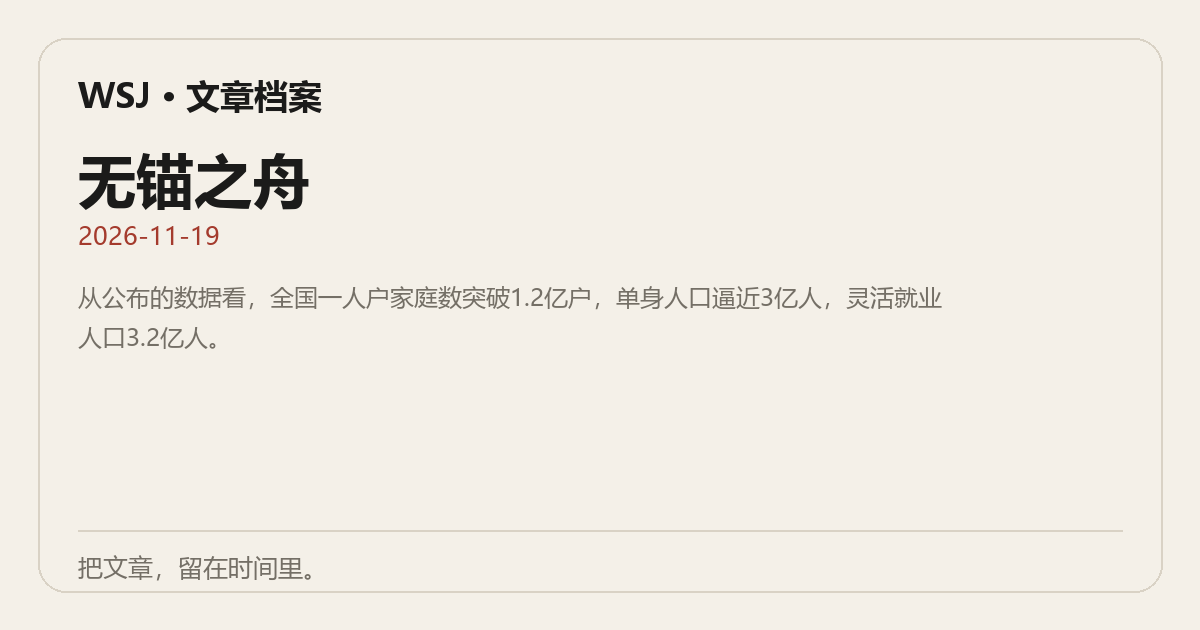 WSJ · 文章档案
无锚之舟
2026-11-19
从公布的数据看，全国一人户家庭数突破1.2亿户，单身人口逼近3亿人，灵活就业
人口3.2亿人。
把文章，留在时间里。